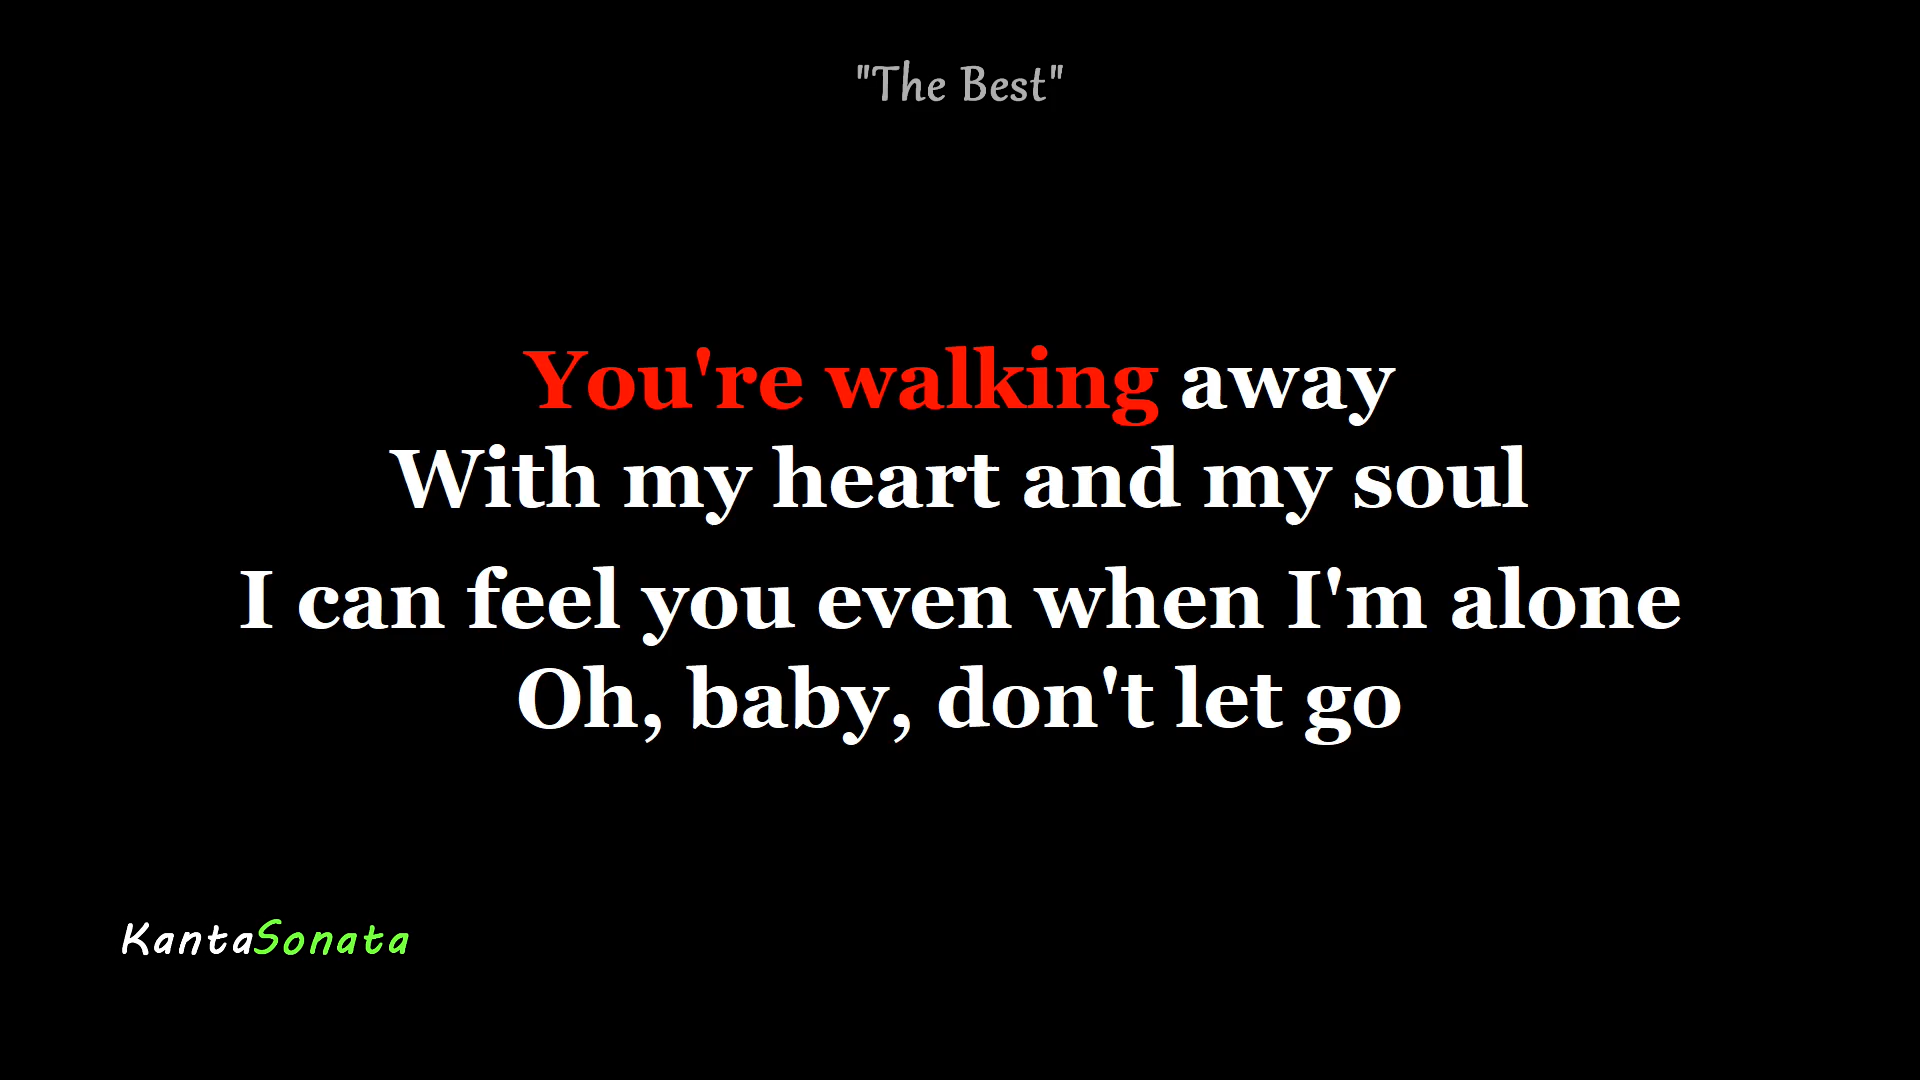 "The Best"
You're walking away
With my heart and my soul
I can feel you even when I'm alone
Oh, baby, don't let go
KantaSonata